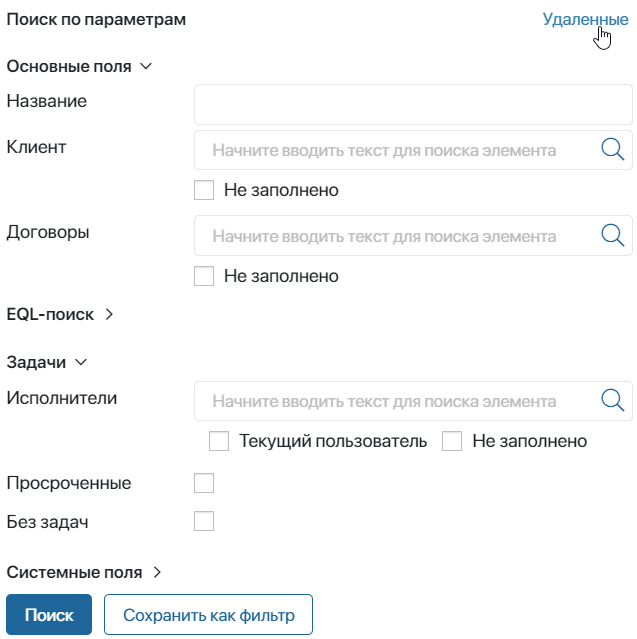 Поиск по параметрам Удаленные
Основные поля
Название
Клиент Начните вводить текст для поиска элемента
Не заполнено
Договоры Начните вводить текст для поиска элемента
Не заполнено
EQL-поиск
Задачи
Исполнители Начните вводить текст для поиска элемента
Текущий пользователь Не заполнено
Просроченные
Без задач
Системные поля
Поиск Сохранить как фильтр